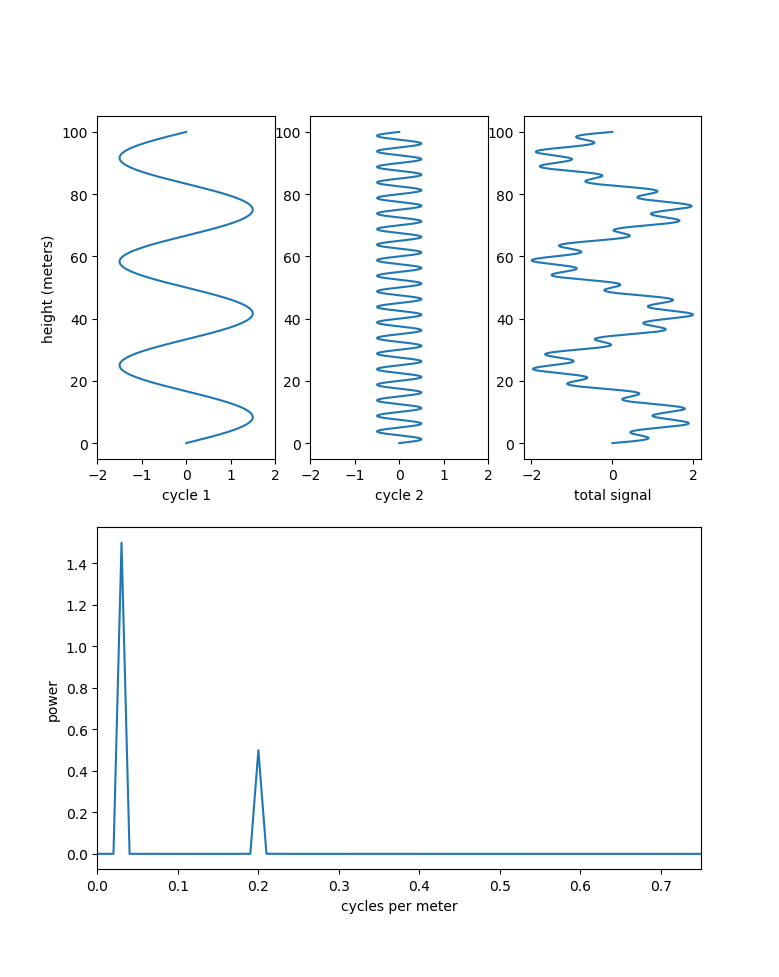 height (meters)
100
80
60
40
20
0
−2 −1 0 1 2
cycle 1
100
80
60
40
20
0
−2 −1 0 1 2
cycle 2
100
80
60
40
20
0
−2 0 2
total signal
power
1.4
1.2
1.0
0.8
0.6
0.4
0.2
0.0
0.0 0.1 0.2 0.3 0.4 0.5 0.6 0.7
cycles per meter